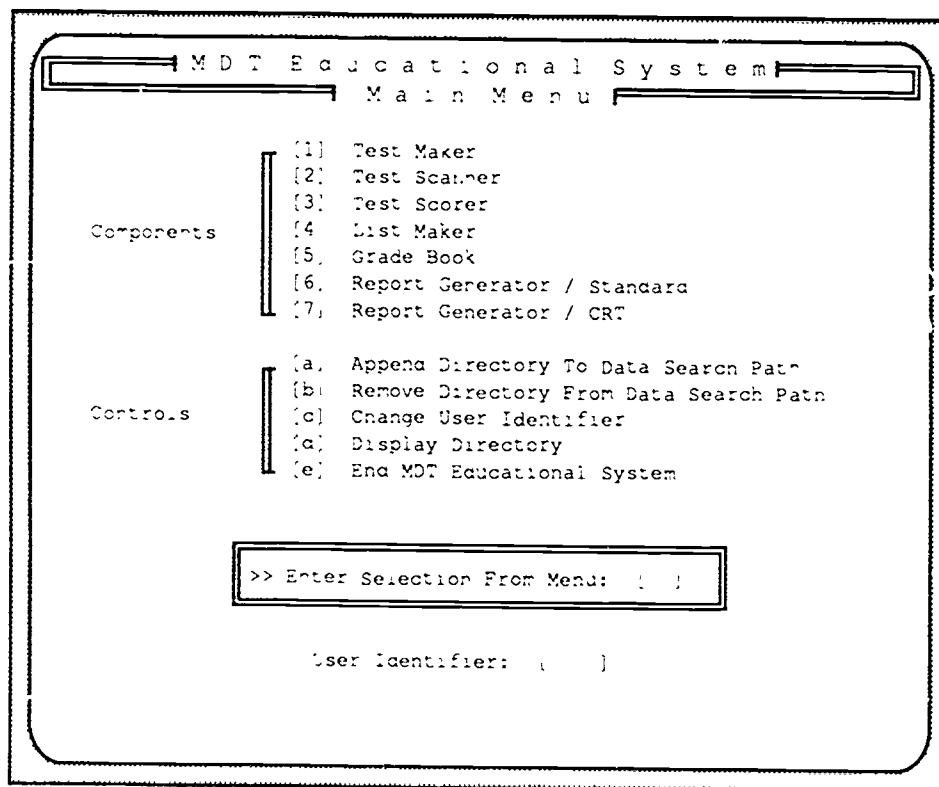 MDT Educational System
Main Menu
Components
[1] Test Maker
[2] Test Scanner
[3] Test Scorer
[4] List Maker
[5] Grade Book
[6] Report Generator / Standard
[7] Report Generator / CRT
Controls
[a] Append Directory To Data Search Path
[b] Remove Directory From Data Search Path
[c] Change User Identifier
[d] Display Directory
[e] End MDT Educational System
>> Enter Selection From Menu: [ ]
User Identifier: [ ]